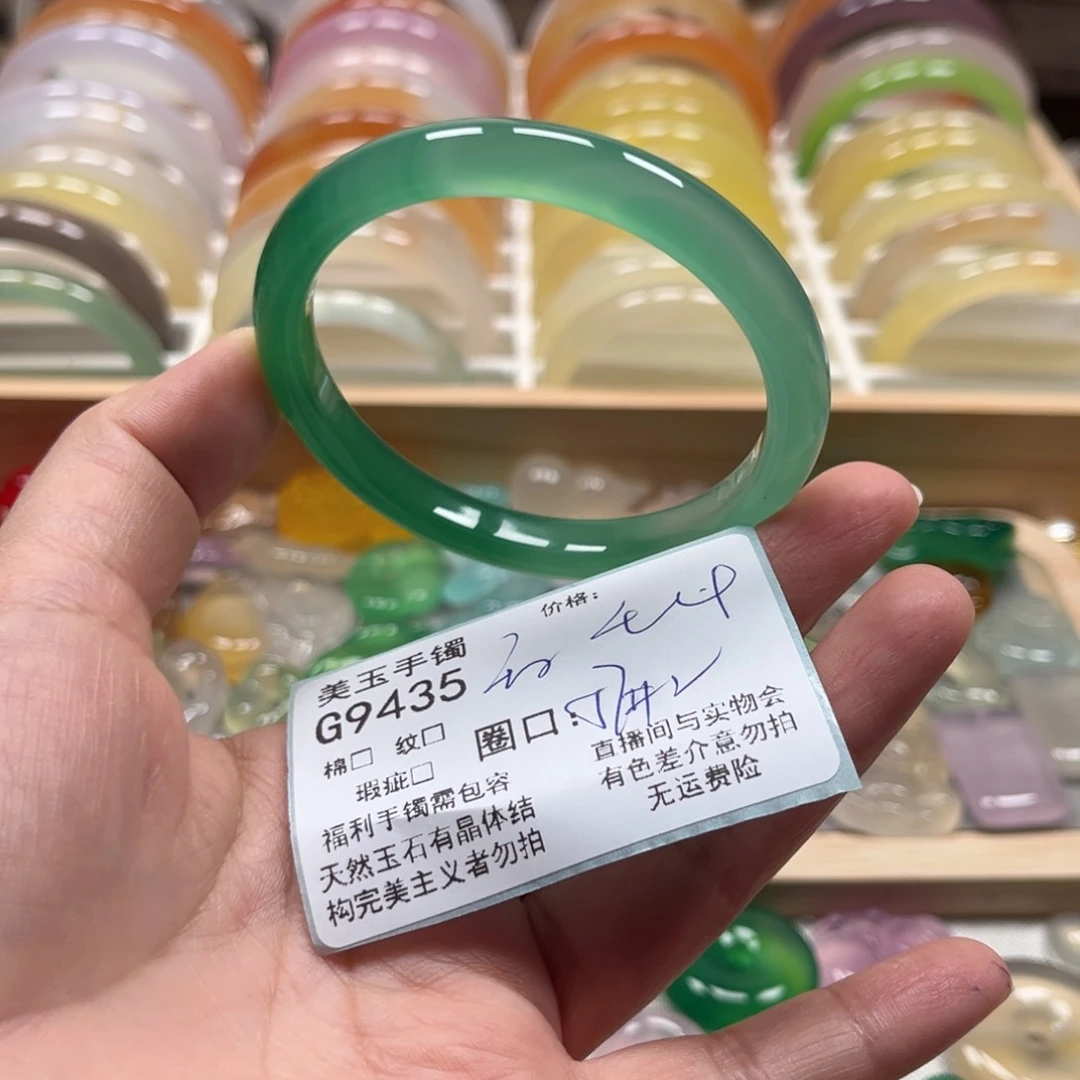 价格:
美玉手镯
G9435
圈口:
棉□ 纹□
瑕疵□
福利手镯需包容
天然玉石有晶体结
构完美主义者勿拍
直播间与实物会
有色差介意勿拍
无运费险